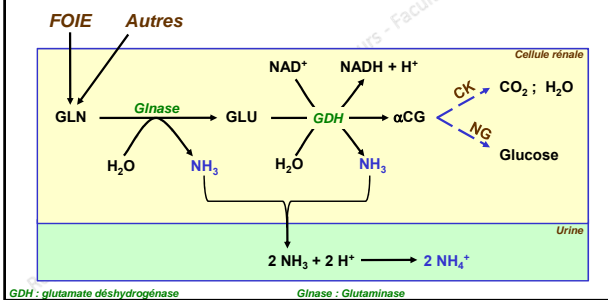 FOIE Autres
Cellule rénale
NAD⁺ NADH + H⁺
CK CO₂ ; H₂O
GLN Glnase GLU GDH αCG
NG Glucose
H₂O NH₃ H₂O NH₃
Urine
2 NH₃ + 2 H⁺ 2 NH₄⁺
GDH : glutamate déshydrogénase Glnase : Glutaminase